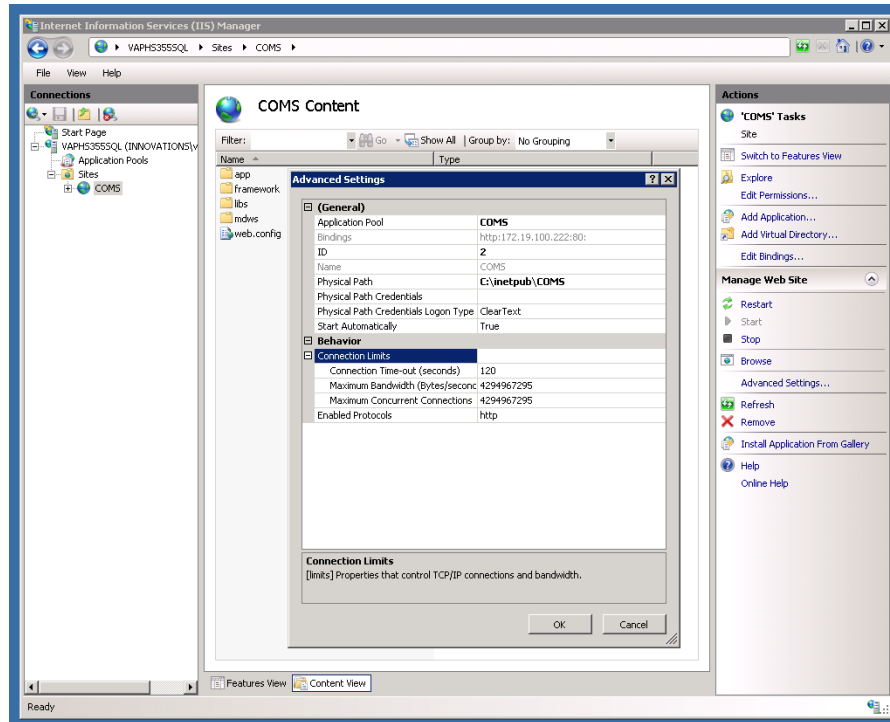 Internet Information Services (IIS) Manager
VAPHS355SQL Sites COMS
File View Help
Connections
Start Page
VAPHS355SQL (INNOVATIONS\v
Application Pools
Sites
COMS
COMS Content
Filter: Go Show All Group by: No Grouping
Name Type
app
framework
libs
mdws
web.config
Advanced Settings
(General)
Application Pool COMS
Bindings http:172.19.100.222:80:
ID 2
Name COMS
Physical Path C:\inetpub\COMS
Physical Path Credentials
Physical Path Credentials Logon Type ClearText
Start Automatically True
Behavior
Connection Limits
Connection Time-out (seconds) 120
Maximum Bandwidth (Bytes/second 4294967295
Maximum Concurrent Connections 4294967295
Enabled Protocols http
Connection Limits
[limits] Properties that control TCP/IP connections and bandwidth.
OK Cancel
Features View Content View
Actions
'COMS' Tasks
Site
Switch to Features View
Explore
Edit Permissions...
Add Application...
Add Virtual Directory...
Edit Bindings...
Manage Web Site
Restart
Start
Stop
Browse
Advanced Settings...
Refresh
Remove
Install Application From Gallery
Help
Online Help
Ready